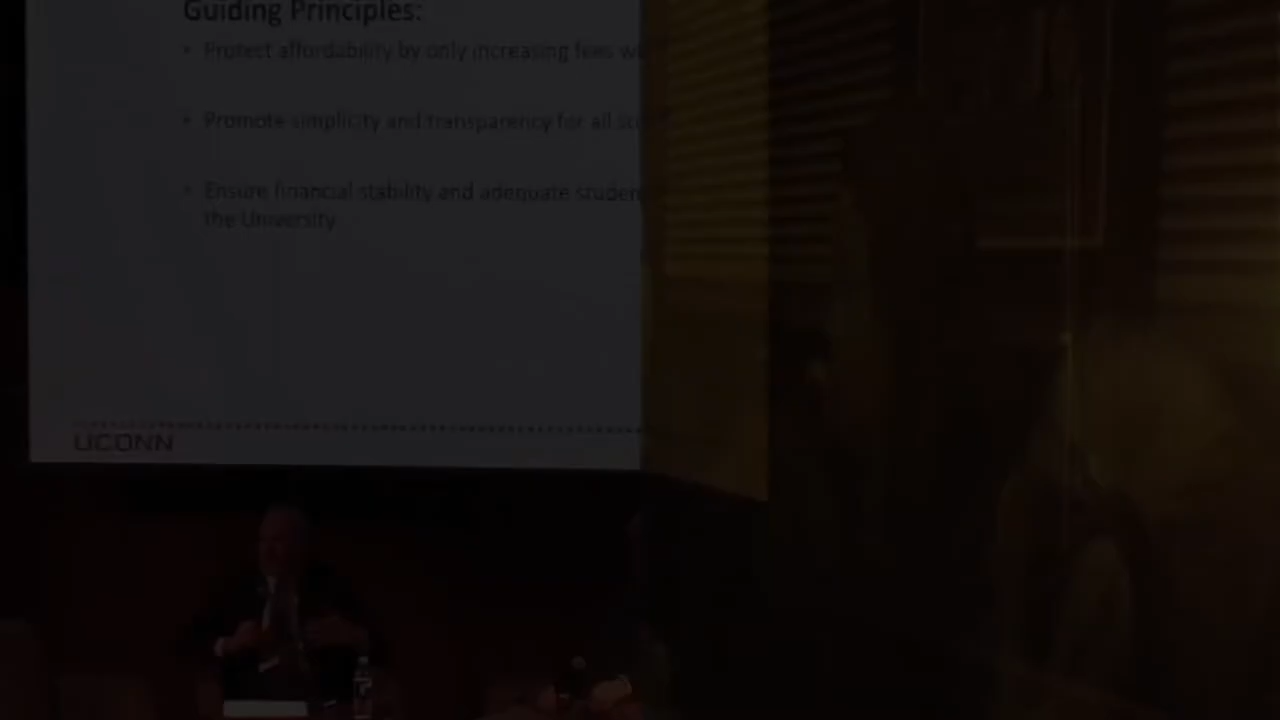 Guiding Principles:
• Protect affordability by only increasing fees
• Promote simplicity and transparency for all
• Ensure financial stability and adequate studen
the University
UCONN